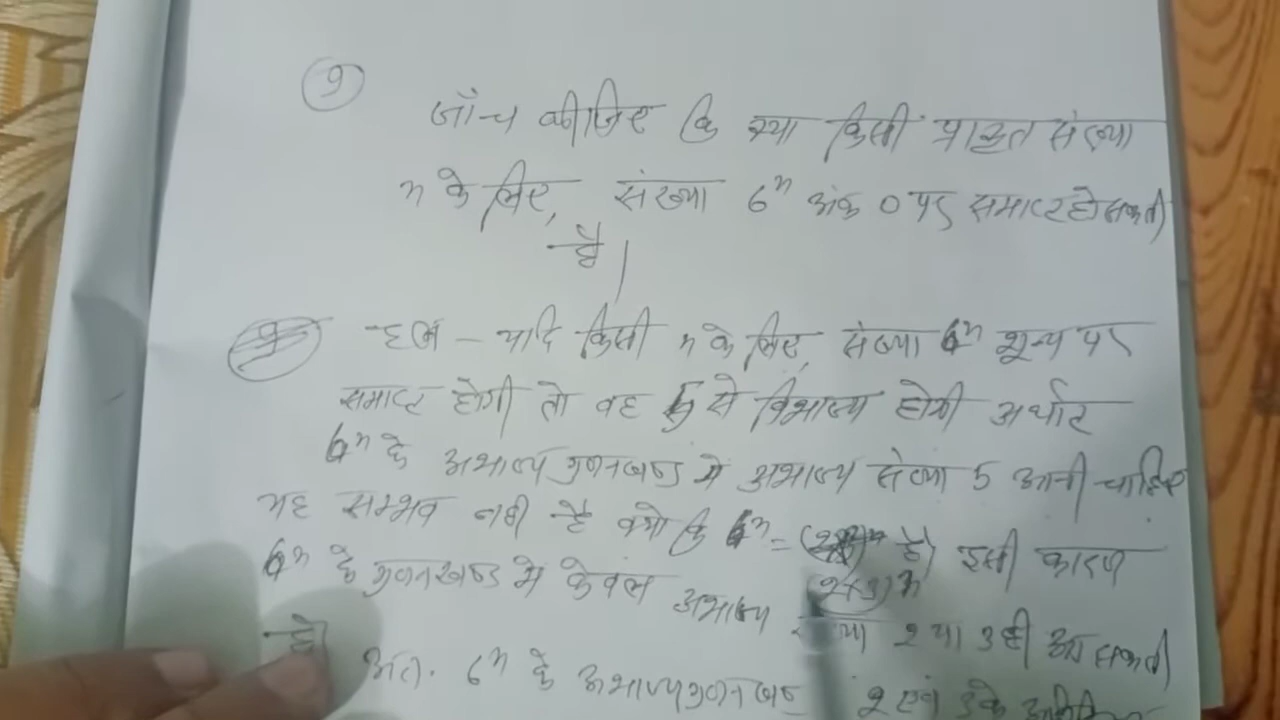 9
जाँच कीजिए कि क्या किसी प्राकृत संख्या
n के लिए, संख्या 6ⁿ अंक 0 पर समाप्त हो सकती
है।
हल - यदि किसी n के लिए, संख्या 6ⁿ शून्य पर
समाप्त होगी तो वह 5 से विभाज्य होगी अर्थात
6ⁿ के अभाज्य गुणनखण्ड मे अभाज्य संख्या 5 आनी चाहिए
यह सम्भव नही है क्यो कि 6ⁿ = है इसी कारण
(2×3)ⁿ
6ⁿ के गुणनखण्ड मे केवल अभाज्य संख्या 2 या 3 ही आ सकती
है
अत. 6ⁿ के अभाज्य गुणनखण्ड 2 एवं 3 के